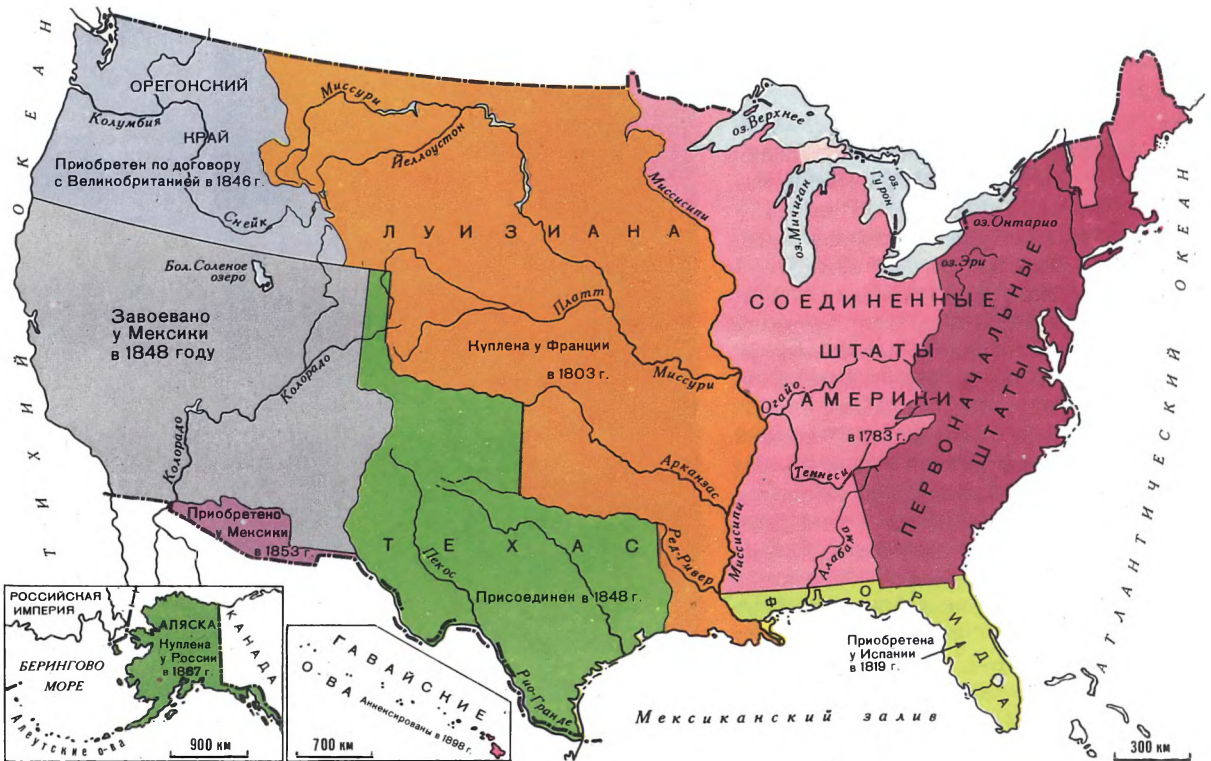 ТИХИЙ ОКЕАН
ОРЕГОНСКИЙ
КРАЙ
Приобретен по договору
с Великобританией в 1846 г.
Колумбия
Снейк
Миссури
Йеллоустон
ЛУИЗИАНА
Куплена у Франции
в 1803 г.
Платт
Миссури
Арканзас
Ред-Ривер
Миссисипи
Миссисипи
Бол. Соленое
озеро
Завоевано
у Мексики
в 1848 году
Колорадо
Колорадо
Приобретено
у Мексики
в 1853 г.
ТЕХАС
Присоединен в 1848 г.
Пекос
Рио-Гранде
оз. Верхнее
оз. Мичиган
оз.
Гурон
оз. Онтарио
оз. Эри
СОЕДИНЕННЫЕ
ШТАТЫ
АМЕРИКИ
в 1783 г.
Огайо
Теннеси
Алабама
ПЕРВОНАЧАЛЬНЫЕ
ШТАТЫ
ФЛОРИДА
Приобретена
у Испании
в 1819 г.
АТЛАНТИЧЕСКИЙ ОКЕАН
Мексиканский залив
300 км
РОССИЙСКАЯ
ИМПЕРИЯ
АЛЯСКА
Куплена
у России
в 1867 г.
КАНАДА
БЕРИНГОВО
МОРЕ
Алеутские о-ва
900 км
ГАВАЙСКИЕ
О-ВА
Аннексированы в 1898 г.
700 км